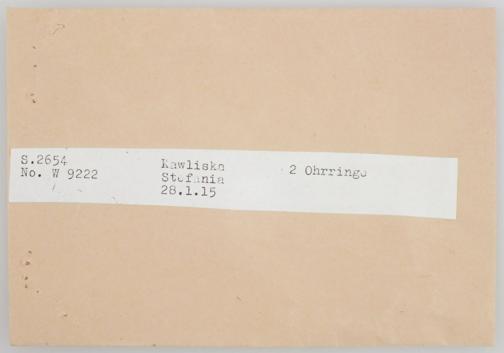 S.2654
No. W 9222
Kawliska
Stefania
28.1.15
2 Ohrringe